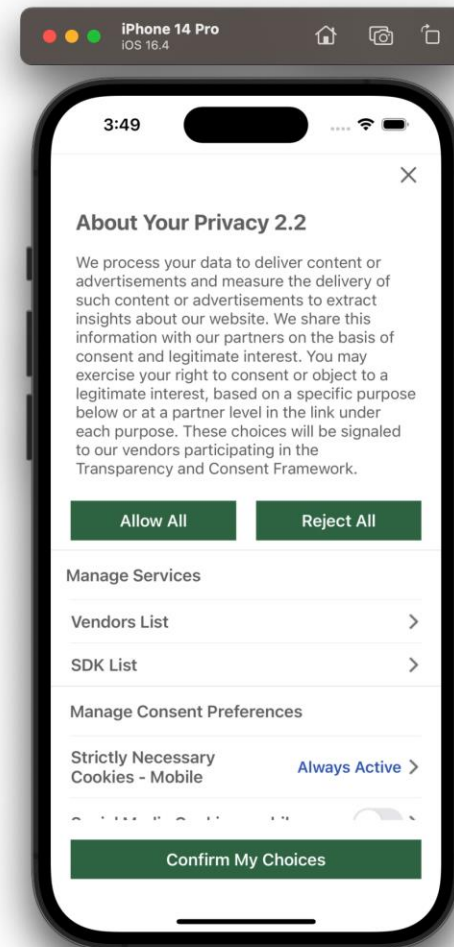 iPhone 14 Pro
iOS 16.4
3:49
About Your Privacy 2.2
We process your data to deliver content or
advertisements and measure the delivery of
such content or advertisements to extract
insights about our website. We share this
information with our partners on the basis of
consent and legitimate interest. You may
exercise your right to consent or object to a
legitimate interest, based on a specific purpose
below or at a partner level in the link under
each purpose. These choices will be signaled
to our vendors participating in the
Transparency and Consent Framework.
Allow All
Reject All
Manage Services
Vendors List
SDK List
Manage Consent Preferences
Strictly Necessary
Cookies - Mobile
Always Active
Confirm My Choices